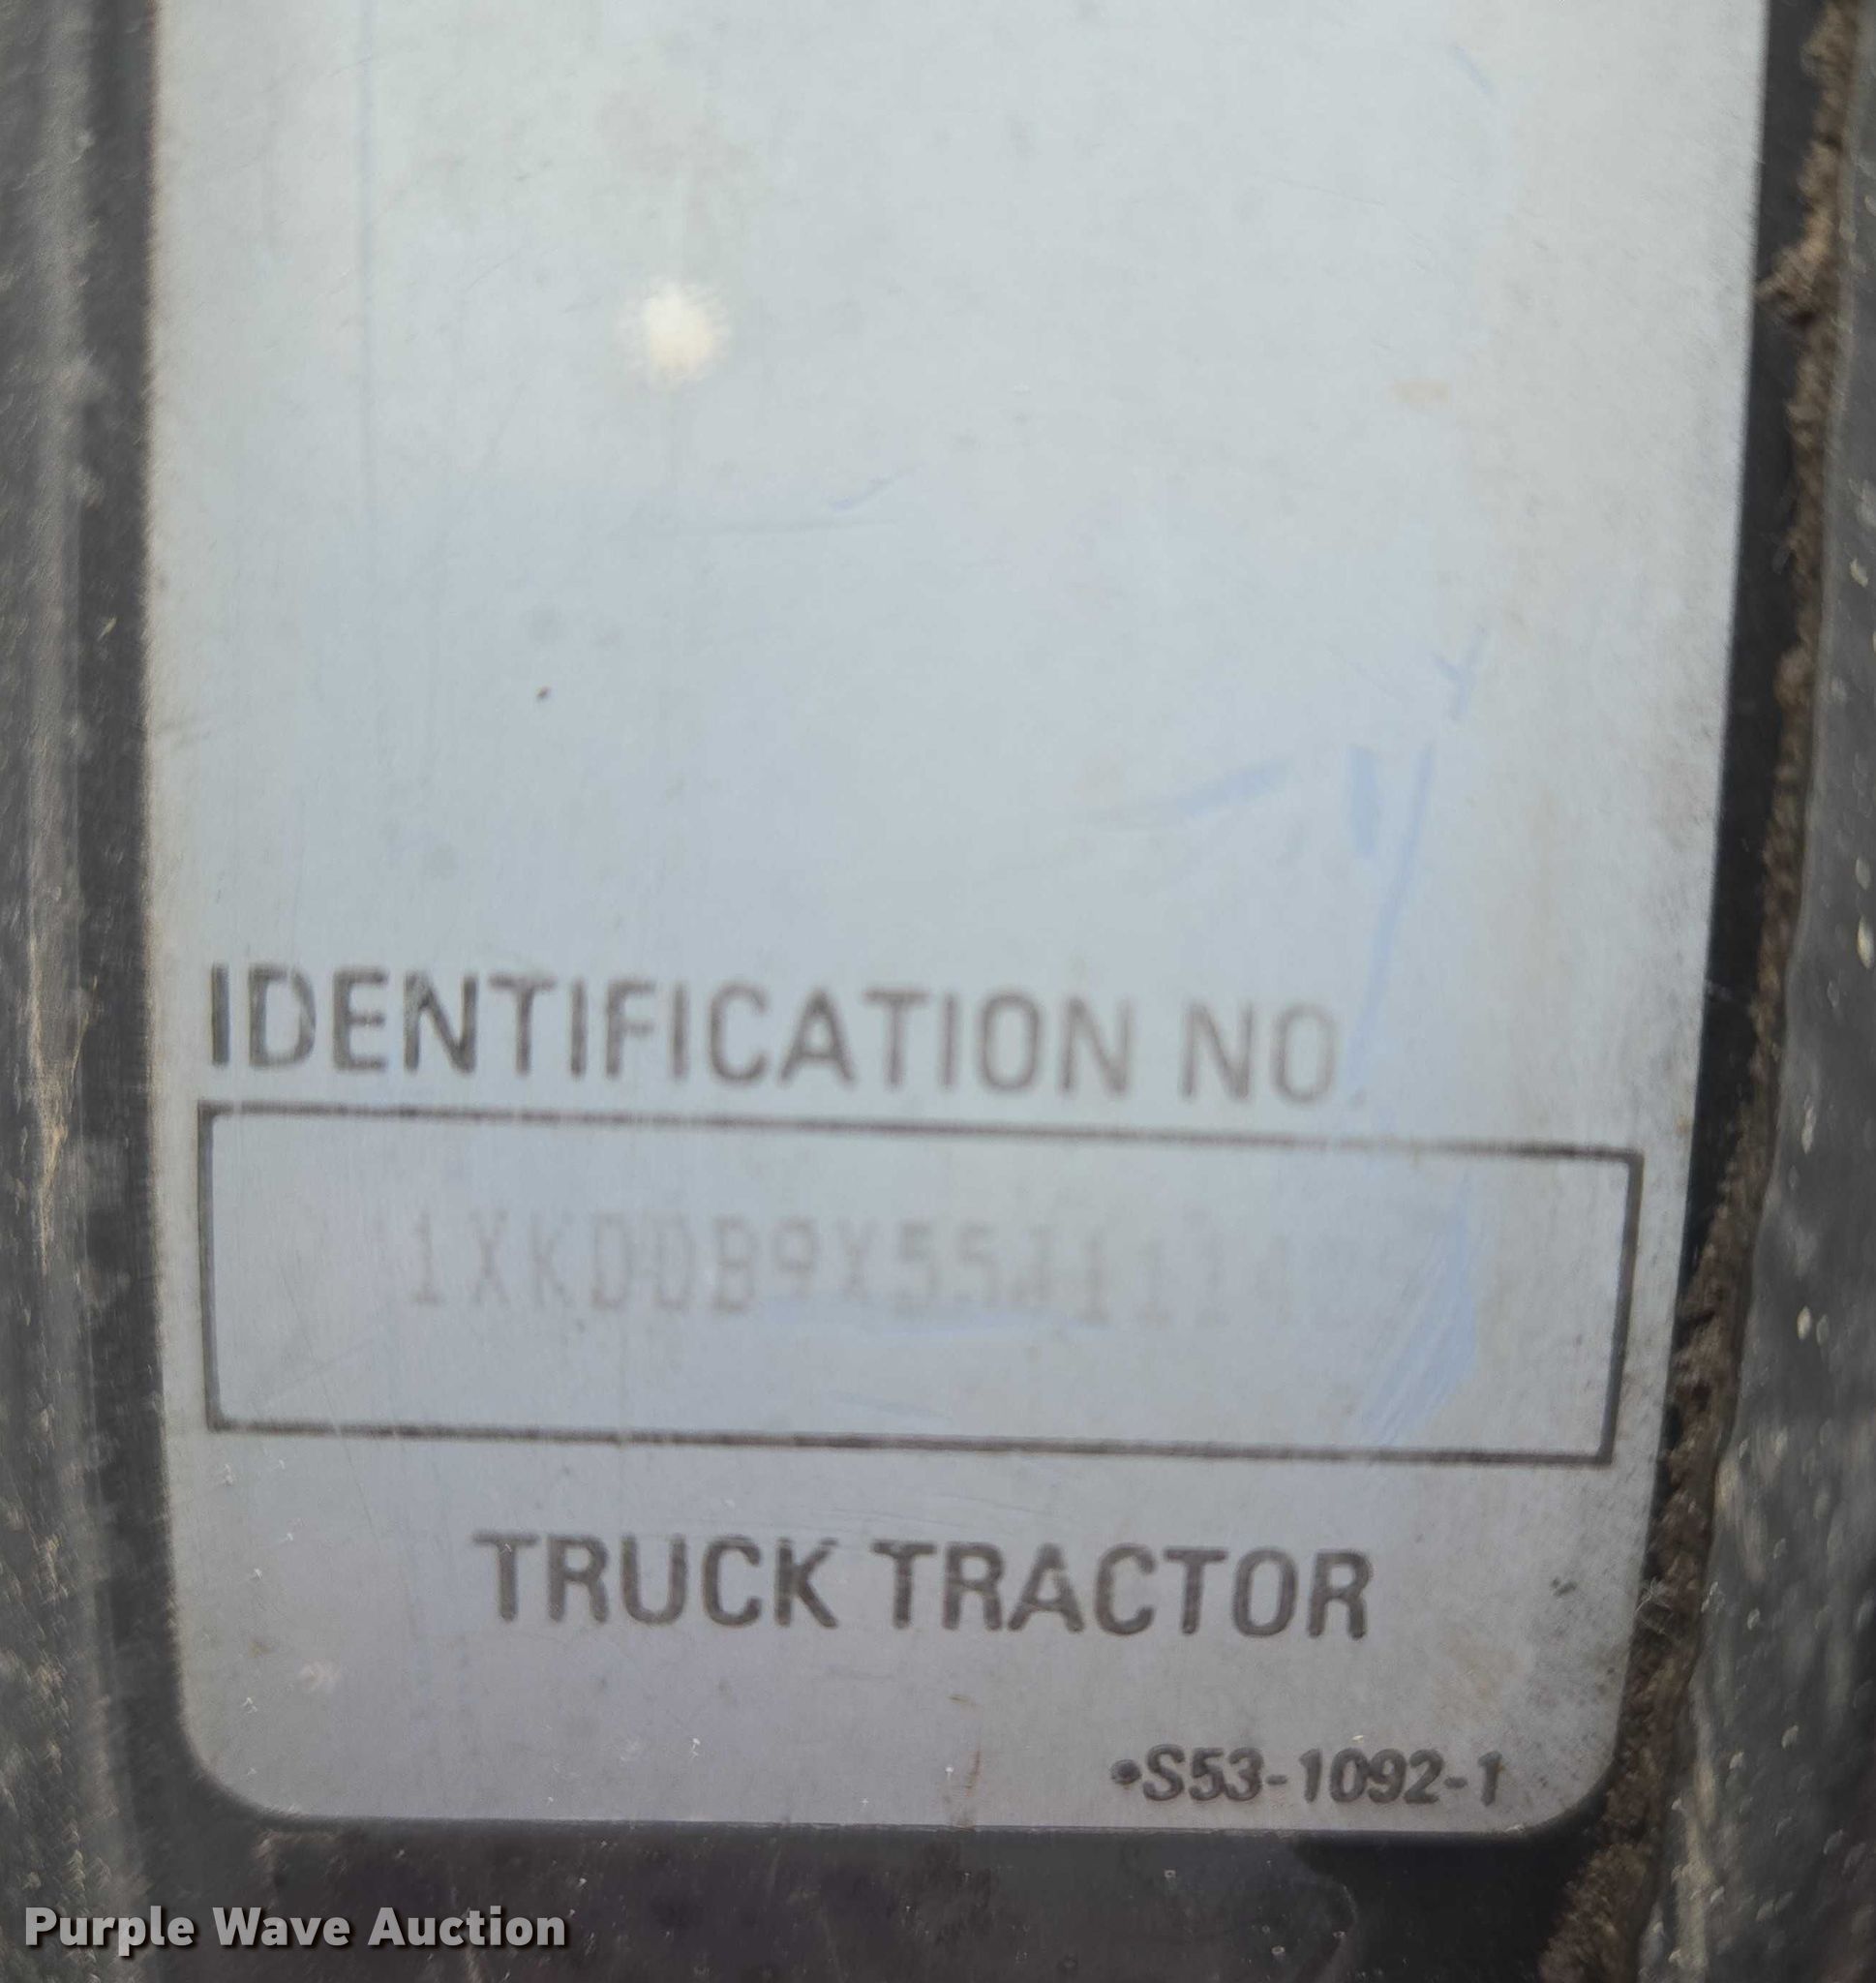 IDENTIFICATION NO.
TRUCK TRACTOR
•S53-1092-1
Purple Wave Auction